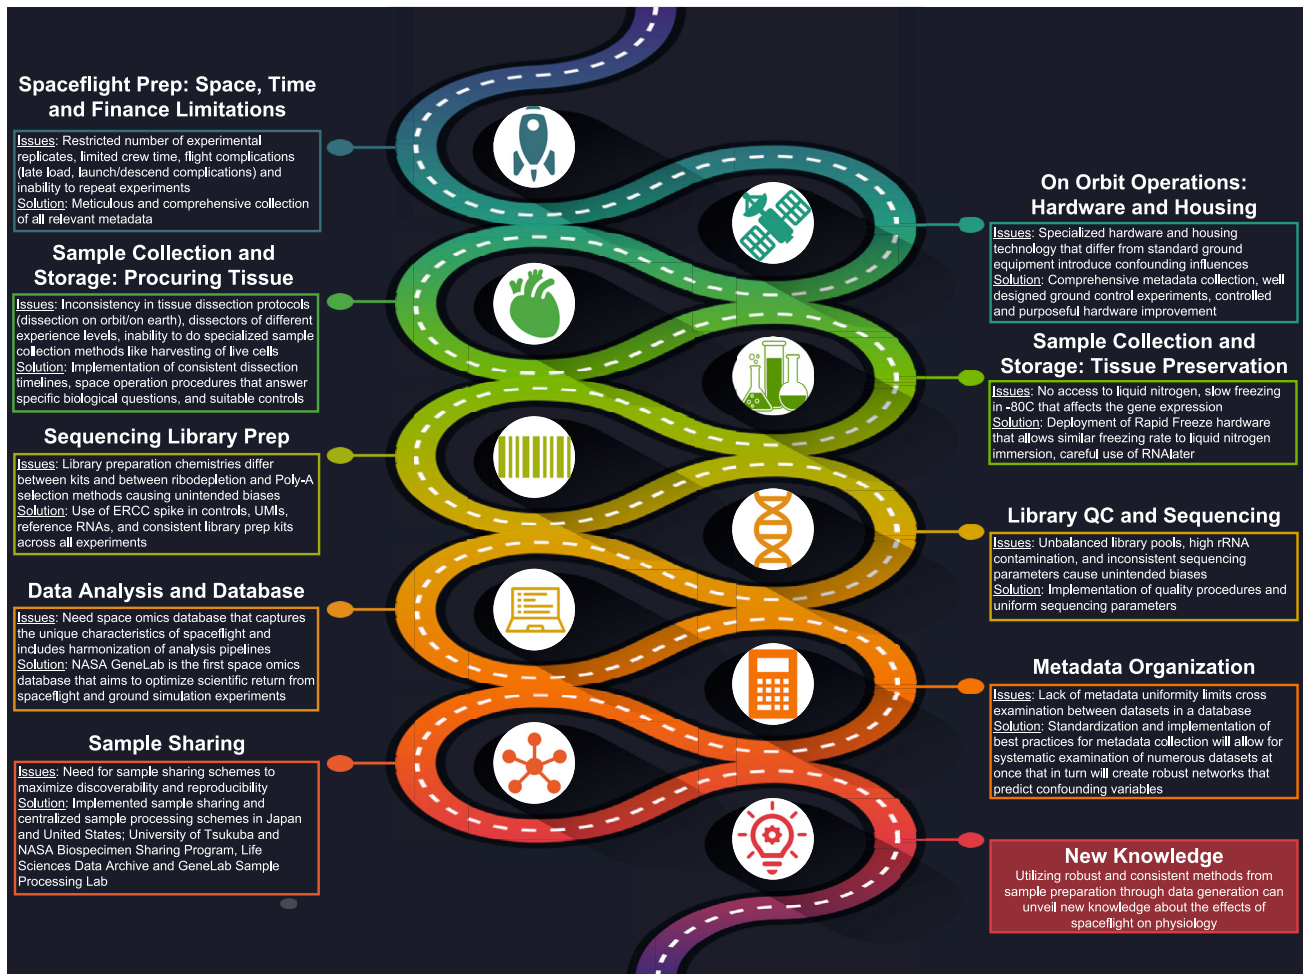 Spaceflight Prep: Space, Time
and Finance Limitations
Issues: Restricted number of experimental
replicates, limited crew time, flight complications
(late load, launch/descend complications) and
inability to repeat experiments
Solution: Meticulous and comprehensive collection
of all relevant metadata
On Orbit Operations:
Hardware and Housing
Issues: Specialized hardware and housing
technology that differ from standard ground
equipment introduce confounding influences
Solution: Comprehensive metadata collection, well
designed ground control experiments, controlled
and purposeful hardware improvement
Sample Collection and
Storage: Procuring Tissue
Issues: Inconsistency in tissue dissection protocols
(dissection on orbit/on earth), dissectors of different
experience levels, inability to do specialized sample
collection methods like harvesting of live cells
Solution: Implementation of consistent dissection
timelines, space operation procedures that answer
specific biological questions, and suitable controls
Sample Collection and
Storage: Tissue Preservation
Issues: No access to liquid nitrogen, slow freezing
in -80C that affects the gene expression
Solution: Deployment of Rapid Freeze hardware
that allows similar freezing rate to liquid nitrogen
immersion, careful use of RNAlater
Sequencing Library Prep
Issues: Library preparation chemistries differ
between kits and between ribodepletion and Poly-A
selection methods causing unintended biases
Solution: Use of ERCC spike in controls, UMIs,
reference RNAs, and consistent library prep kits
across all experiments
Library QC and Sequencing
Issues: Unbalanced library pools, high rRNA
contamination, and inconsistent sequencing
parameters cause unintended biases
Solution: Implementation of quality procedures and
uniform sequencing parameters
Data Analysis and Database
Issues: Need space omics database that captures
the unique characteristics of spaceflight and
includes harmonization of analysis pipelines
Solution: NASA GeneLab is the first space omics
database that aims to optimize scientific return from
spaceflight and ground simulation experiments
Metadata Organization
Issues: Lack of metadata uniformity limits cross
examination between datasets in a database
Solution: Standardization and implementation of
best practices for metadata collection will allow for
systematic examination of numerous datasets at
once that in turn will create robust networks that
predict confounding variables
Sample Sharing
Issues: Need for sample sharing schemes to
maximize discoverability and reproducibility
Solution: Implemented sample sharing and
centralized sample processing schemes in Japan
and United States; University of Tsukuba and
NASA Biospecimen Sharing Program, Life
Sciences Data Archive and GeneLab Sample
Processing Lab
New Knowledge
Utilizing robust and consistent methods from
sample preparation through data generation can
unveil new knowledge about the effects of
spaceflight on physiology